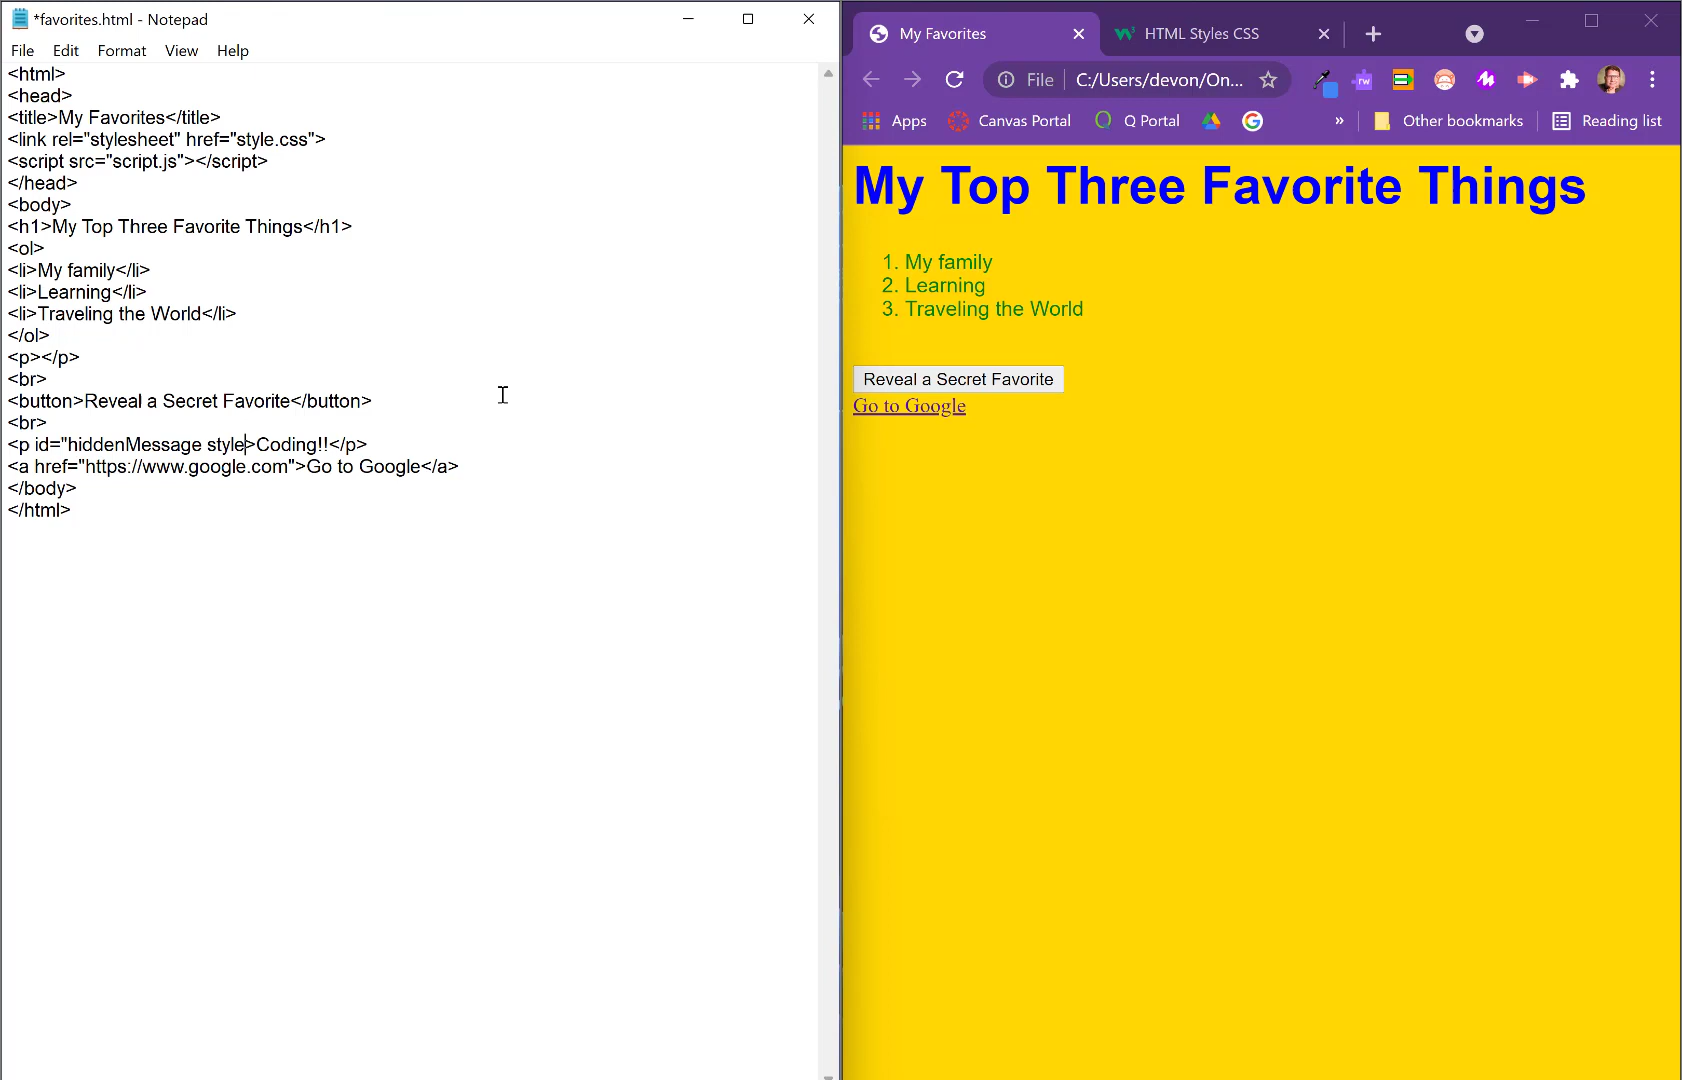 *favorites.html - Notepad
File Edit Format View Help
<html>
<head>
<title>My Favorites</title>
<link rel="stylesheet" href="style.css">
<script src="script.js"></script>
</head>
<body>
<h1>My Top Three Favorite Things</h1>
<ol>
<li>My family</li>
<li>Learning</li>
<li>Traveling the World</li>
</ol>
<p></p>
<br>
<button>Reveal a Secret Favorite</button>
<br>
<p id="hiddenMessage style>Coding!!</p>
<a href="https://www.google.com">Go to Google</a>
</body>
</html>
My Favorites HTML Styles CSS
File C:/Users/devon/On... rw
Apps Canvas Portal Q Portal » Other bookmarks Reading list
My Top Three Favorite Things
1. My family
2. Learning
3. Traveling the World
Reveal a Secret Favorite
Go to Google